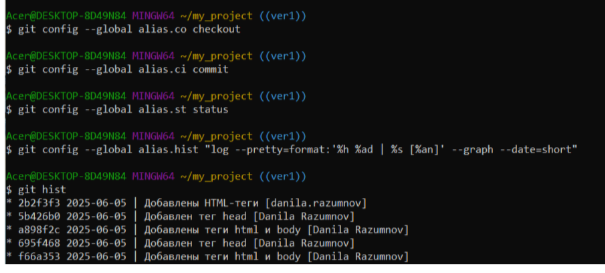 Acer@DESKTOP-8D49N84 MINGW64 ~/my_project ((ver1))
$ git config --global alias.co checkout
Acer@DESKTOP-8D49N84 MINGW64 ~/my_project ((ver1))
$ git config --global alias.ci commit
Acer@DESKTOP-8D49N84 MINGW64 ~/my_project ((ver1))
$ git config --global alias.st status
Acer@DESKTOP-8D49N84 MINGW64 ~/my_project ((ver1))
$ git config --global alias.hist "log --pretty=format:'%h %ad | %s [%an]' --graph --date=short"
Acer@DESKTOP-8D49N84 MINGW64 ~/my_project ((ver1))
$ git hist
* 2b2f3f3 2025-06-05 | Добавлены HTML-теги [danila.razumnov]
* 5b426b0 2025-06-05 | Добавлен тег head [Danila Razumnov]
* a898f2c 2025-06-05 | Добавлены теги html и body [Danila Razumnov]
* 695f468 2025-06-05 | Добавлен тег head [Danila Razumnov]
* f66a353 2025-06-05 | Добавлены теги html и body [Danila Razumnov]